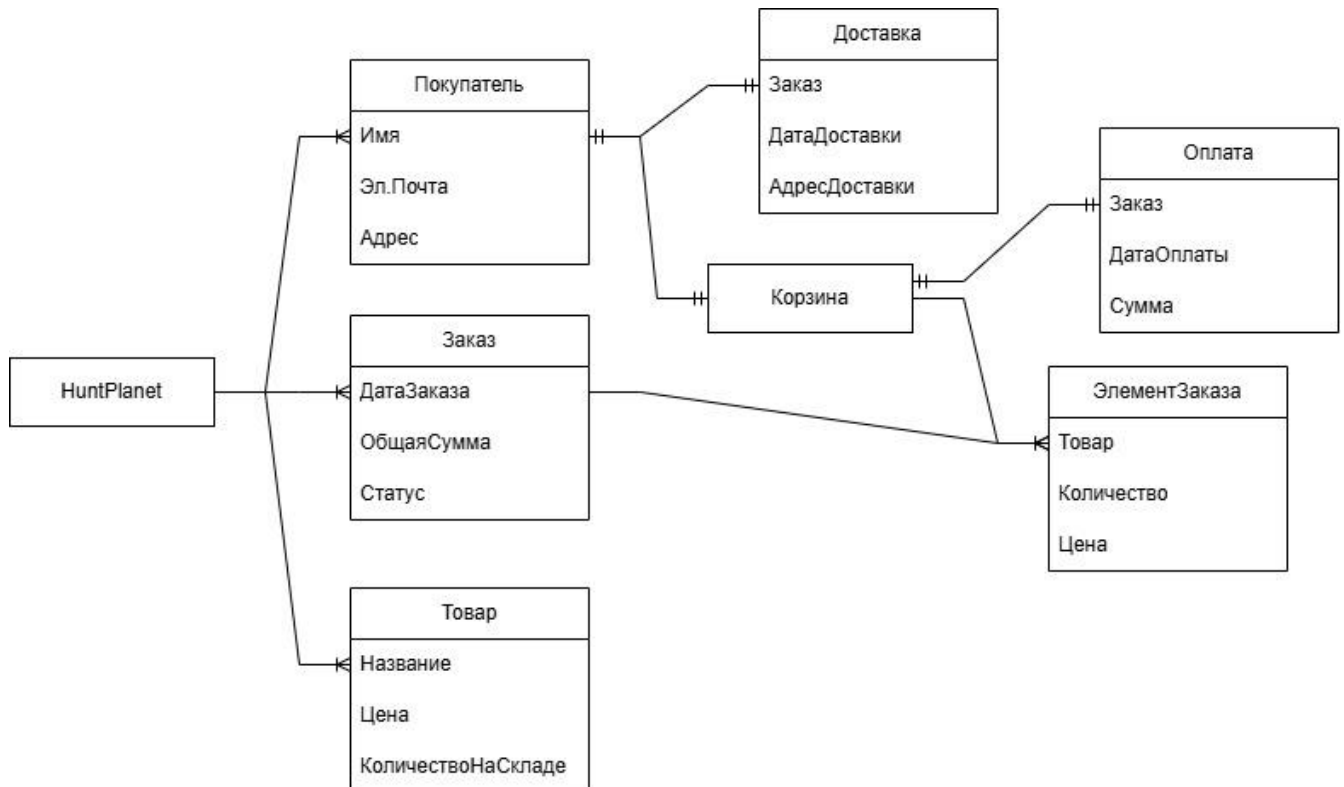 Доставка
Заказ
ДатаДоставки
АдресДоставки
Покупатель
Имя
Эл.Почта
Адрес
Оплата
Заказ
ДатаОплаты
Сумма
Корзина
Заказ
ДатаЗаказа
ОбщаяСумма
Статус
HuntPlanet
ЭлементЗаказа
Товар
Количество
Цена
Товар
Название
Цена
КоличествоНаСкладе